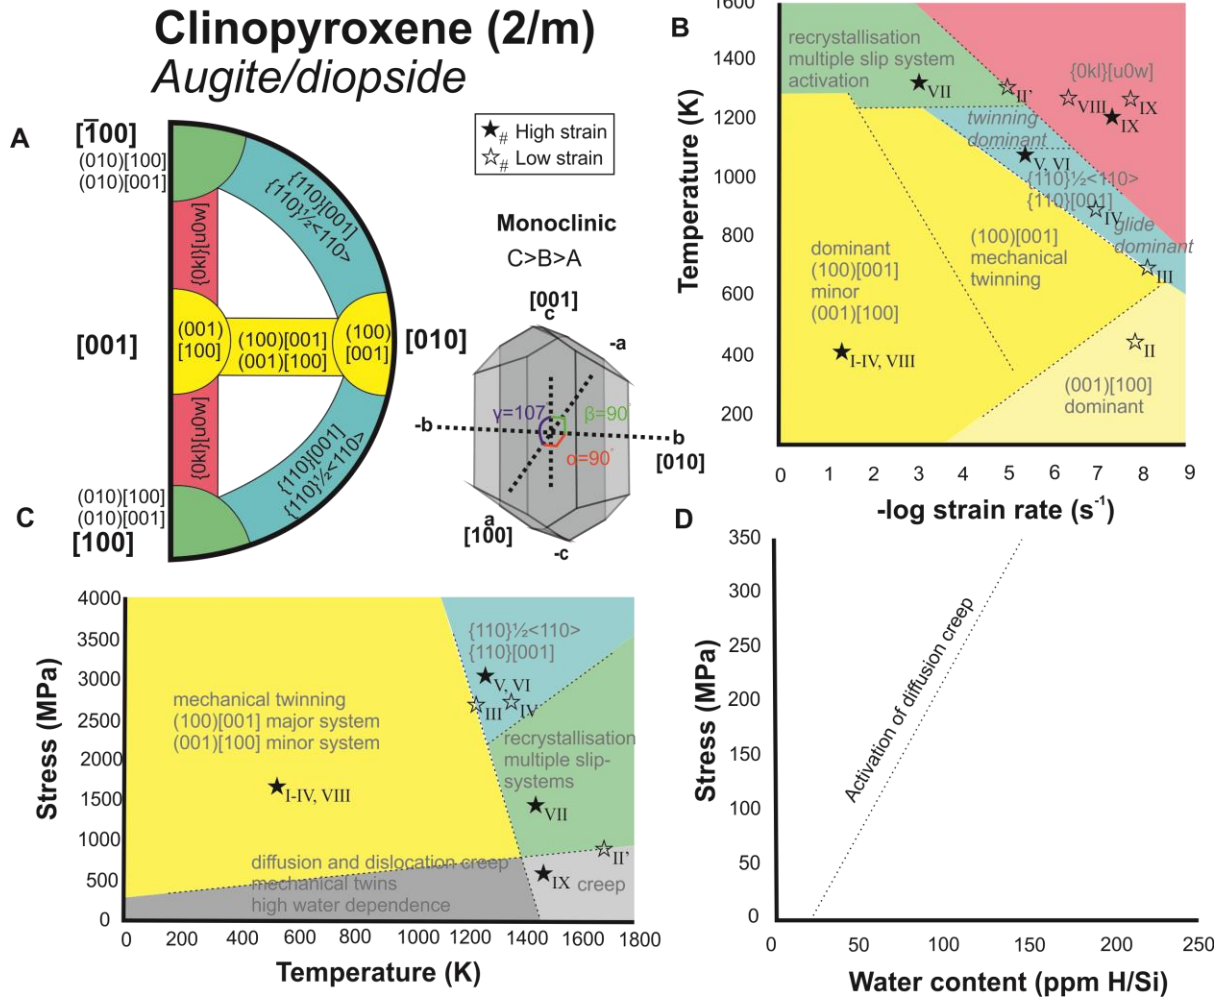 Clinopyroxene (2/m)
Augite/diopside
A
[1̅00]
(010)[100]
(010)[001]
{110}[001]
{110}½<110>
{0kl}[u0w]
[001]
(001)
[100]
(100)[001]
(001)[100]
(100)
[001]
[010]
{0kl}[u0w]
{110}[001]
{110}½<110>
(010)[100]
(010)[001]
[100]
★# High strain
☆# Low strain
Monoclinic
C>B>A
[001]
c
-a
γ=107°
β=90°
-b
b
[010]
α=90°
a
[100]
-c
B
Temperature (K)
1600
1400
1200
1000
800
600
400
200
recrystallisation
multiple slip system
activation
VII
II'
{0kl}[u0w]
VIII
IX
IX
twinning
dominant
V, VI
{110}½<110>
{110}[001]
IV
glide
dominant
III
dominant
(100)[001]
minor
(001)[100]
(100)[001]
mechanical
twinning
I-IV, VIII
II
(001)[100]
dominant
0 1 2 3 4 5 6 7 8 9
-log strain rate (s⁻¹)
C
Stress (MPa)
4000
3500
3000
2500
2000
1500
1000
500
0
{110}½<110>
{110}[001]
V, VI
III
IV
mechanical twinning
(100)[001] major system
(001)[100] minor system
recrystallisation
multiple slip-
systems
I-IV, VIII
VII
II'
diffusion and dislocation creep
mechanical twins
high water dependence
IX
creep
0 200 400 600 800 1000 1200 1400 1600 1800
Temperature (K)
D
Stress (MPa)
350
300
250
200
150
100
50
0
Activation of diffusion creep
0 50 100 150 200 250
Water content (ppm H/Si)